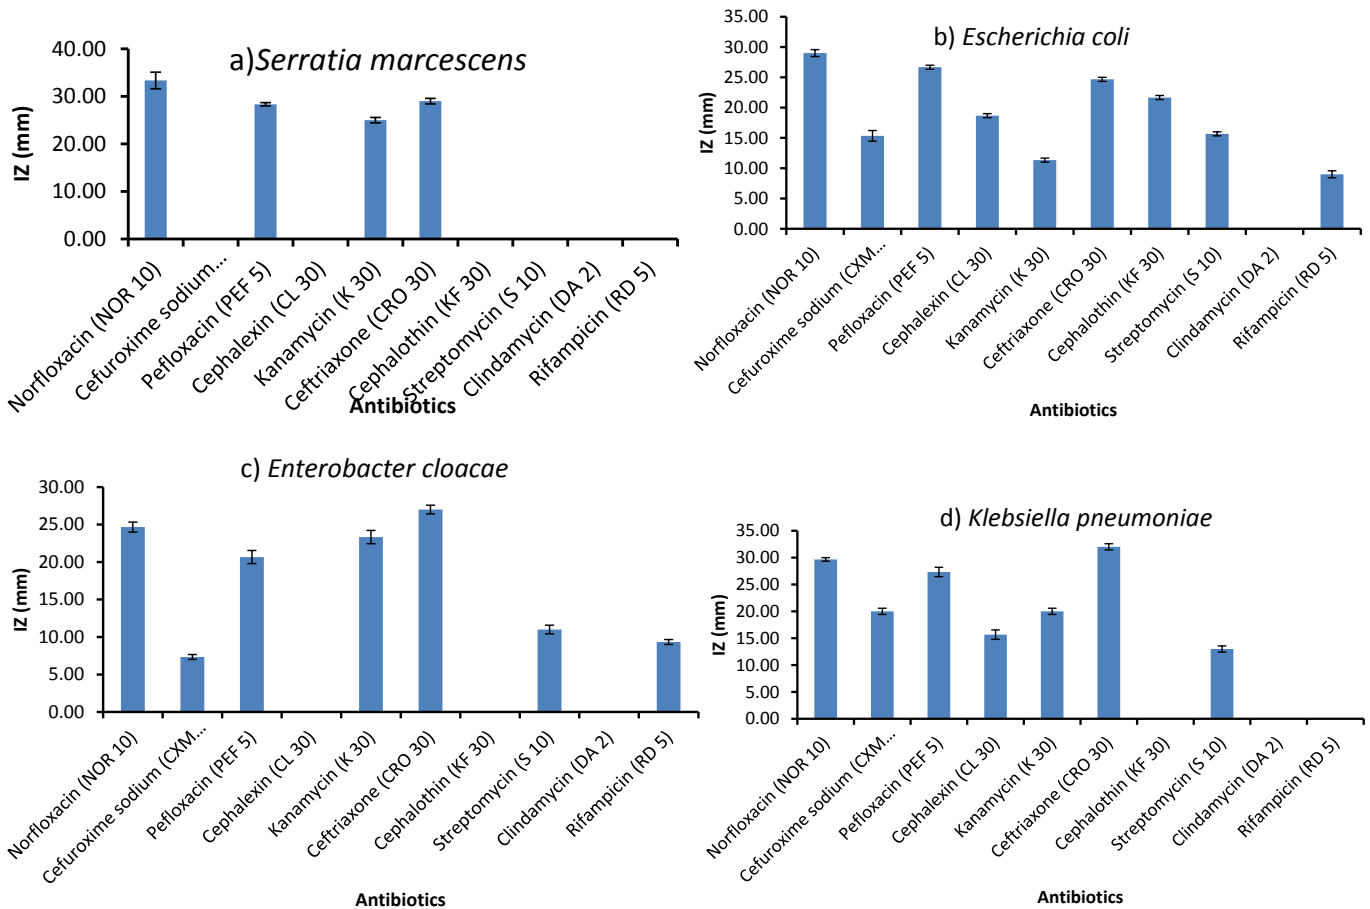 a)Serratia marcescens
IZ (mm)
40.00
30.00
20.00
10.00
0.00
Norfloxacin (NOR 10)
Cefuroxime sodium...
Pefloxacin (PEF 5)
Cephalexin (CL 30)
Kanamycin (K 30)
Ceftriaxone (CRO 30)
Cephalothin (KF 30)
Streptomycin (S 10)
Clindamycin (DA 2)
Rifampicin (RD 5)
Antibiotics
b) Escherichia coli
IZ (mm)
35.00
30.00
25.00
20.00
15.00
10.00
5.00
0.00
Norfloxacin (NOR 10)
Cefuroxime sodium (CXM...
Pefloxacin (PEF 5)
Cephalexin (CL 30)
Kanamycin (K 30)
Ceftriaxone (CRO 30)
Cephalothin (KF 30)
Streptomycin (S 10)
Clindamycin (DA 2)
Rifampicin (RD 5)
Antibiotics
c) Enterobacter cloacae
IZ (mm)
30.00
25.00
20.00
15.00
10.00
5.00
0.00
Norfloxacin (NOR 10)
Cefuroxime sodium (CXM...
Pefloxacin (PEF 5)
Cephalexin (CL 30)
Kanamycin (K 30)
Ceftriaxone (CRO 30)
Cephalothin (KF 30)
Streptomycin (S 10)
Clindamycin (DA 2)
Rifampicin (RD 5)
Antibiotics
d) Klebsiella pneumoniae
IZ (mm)
35.00
30.00
25.00
20.00
15.00
10.00
5.00
0.00
Norfloxacin (NOR 10)
Cefuroxime sodium (CXM...
Pefloxacin (PEF 5)
Cephalexin (CL 30)
Kanamycin (K 30)
Ceftriaxone (CRO 30)
Cephalothin (KF 30)
Streptomycin (S 10)
Clindamycin (DA 2)
Rifampicin (RD 5)
Antibiotics